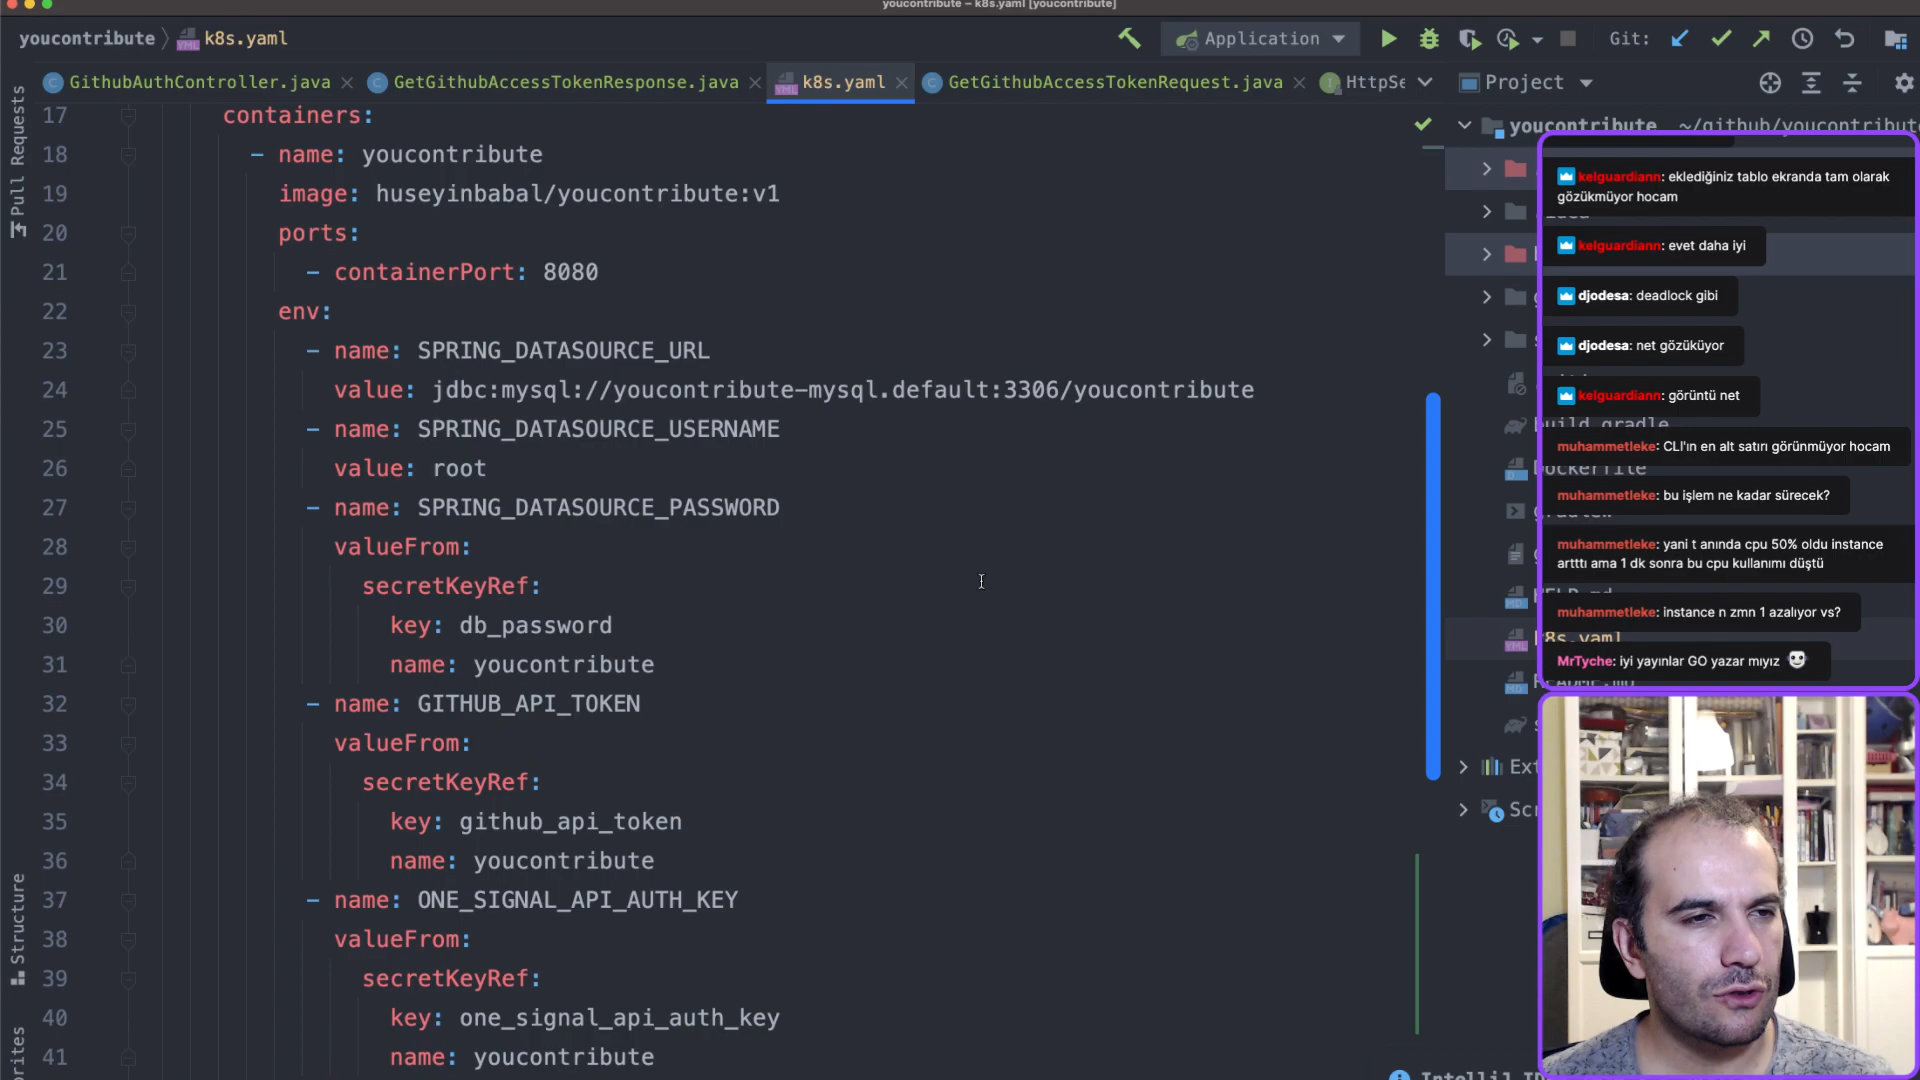 youcontribute – k8s.yaml [youcontribute]
youcontribute
k8s.yaml
Application
Git:
GithubAuthController.java
GetGithubAccessTokenResponse.java
k8s.yaml
GetGithubAccessTokenRequest.java
HttpSe
Project
Pull Requests
Structure
17 containers:
18 - name: youcontribute
19 image: huseyinbabal/youcontribute:v1
20 ports:
21 - containerPort: 8080
22 env:
23 - name: SPRING_DATASOURCE_URL
24 value: jdbc:mysql://youcontribute-mysql.default:3306/youcontribute
25 - name: SPRING_DATASOURCE_USERNAME
26 value: root
27 - name: SPRING_DATASOURCE_PASSWORD
28 valueFrom:
29 secretKeyRef:
30 key: db_password
31 name: youcontribute
32 - name: GITHUB_API_TOKEN
33 valueFrom:
34 secretKeyRef:
35 key: github_api_token
36 name: youcontribute
37 - name: ONE_SIGNAL_API_AUTH_KEY
38 valueFrom:
39 secretKeyRef:
40 key: one_signal_api_auth_key
41 name: youcontribute
youcontribute ~/github/youcontribute
kelguardiann: eklediğiniz tablo ekranda tam olarak
gözükmüyor hocam
kelguardiann: evet daha iyi
djodesa: deadlock gibi
djodesa: net gözüküyor
kelguardiann: görüntü net
build.gradle
muhammetleke: CLI'ın en alt satırı görünmüyor hocam
Dockerfile
muhammetleke: bu işlem ne kadar sürecek?
muhammetleke: yani t anında cpu 50% oldu instance
artttı ama 1 dk sonra bu cpu kullanımı düştü
muhammetleke: instance n zmn 1 azalıyor vs?
k8s.yaml
MrTyche: iyi yayınlar GO yazar mıyız
README.md
Ext
Scr